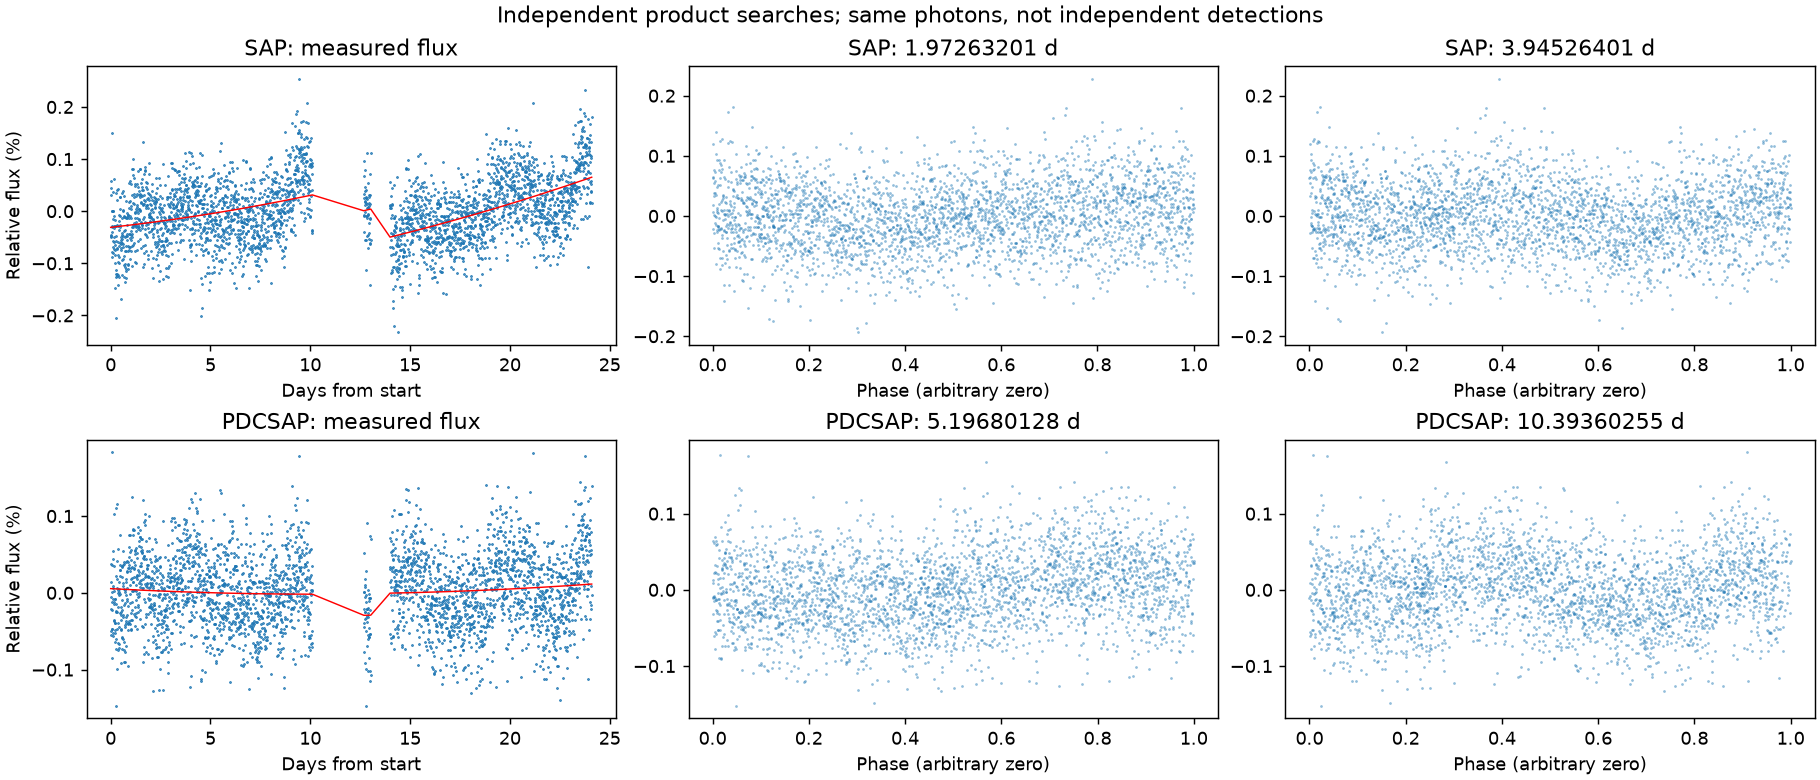 Independent product searches; same photons, not independent detections
SAP: measured flux
Relative flux (%)
0.2
0.1
0.0
−0.1
−0.2
0 5 10 15 20 25
Days from start
SAP: 1.97263201 d
0.2
0.1
0.0
−0.1
−0.2
0.0 0.2 0.4 0.6 0.8 1.0
Phase (arbitrary zero)
SAP: 3.94526401 d
0.2
0.1
0.0
−0.1
−0.2
0.0 0.2 0.4 0.6 0.8 1.0
Phase (arbitrary zero)
PDCSAP: measured flux
Relative flux (%)
0.1
0.0
−0.1
0 5 10 15 20 25
Days from start
PDCSAP: 5.19680128 d
0.1
0.0
−0.1
0.0 0.2 0.4 0.6 0.8 1.0
Phase (arbitrary zero)
PDCSAP: 10.39360255 d
0.1
0.0
−0.1
0.0 0.2 0.4 0.6 0.8 1.0
Phase (arbitrary zero)